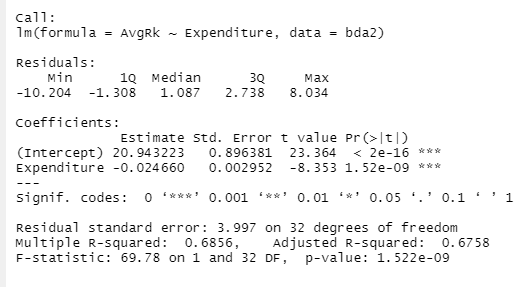 Call:
lm(formula = AvgRk ~ Expenditure, data = bda2)
Residuals:
Min 1Q Median 3Q Max
-10.204 -1.308 1.087 2.738 8.034
Coefficients:
Estimate Std. Error t value Pr(>|t|)
(Intercept) 20.943223 0.896381 23.364 < 2e-16 ***
Expenditure -0.024660 0.002952 -8.353 1.52e-09 ***
---
Signif. codes: 0 ‘***’ 0.001 ‘**’ 0.01 ‘*’ 0.05 ‘.’ 0.1 ‘ ’ 1
Residual standard error: 3.997 on 32 degrees of freedom
Multiple R-squared: 0.6856, Adjusted R-squared: 0.6758
F-statistic: 69.78 on 1 and 32 DF, p-value: 1.522e-09